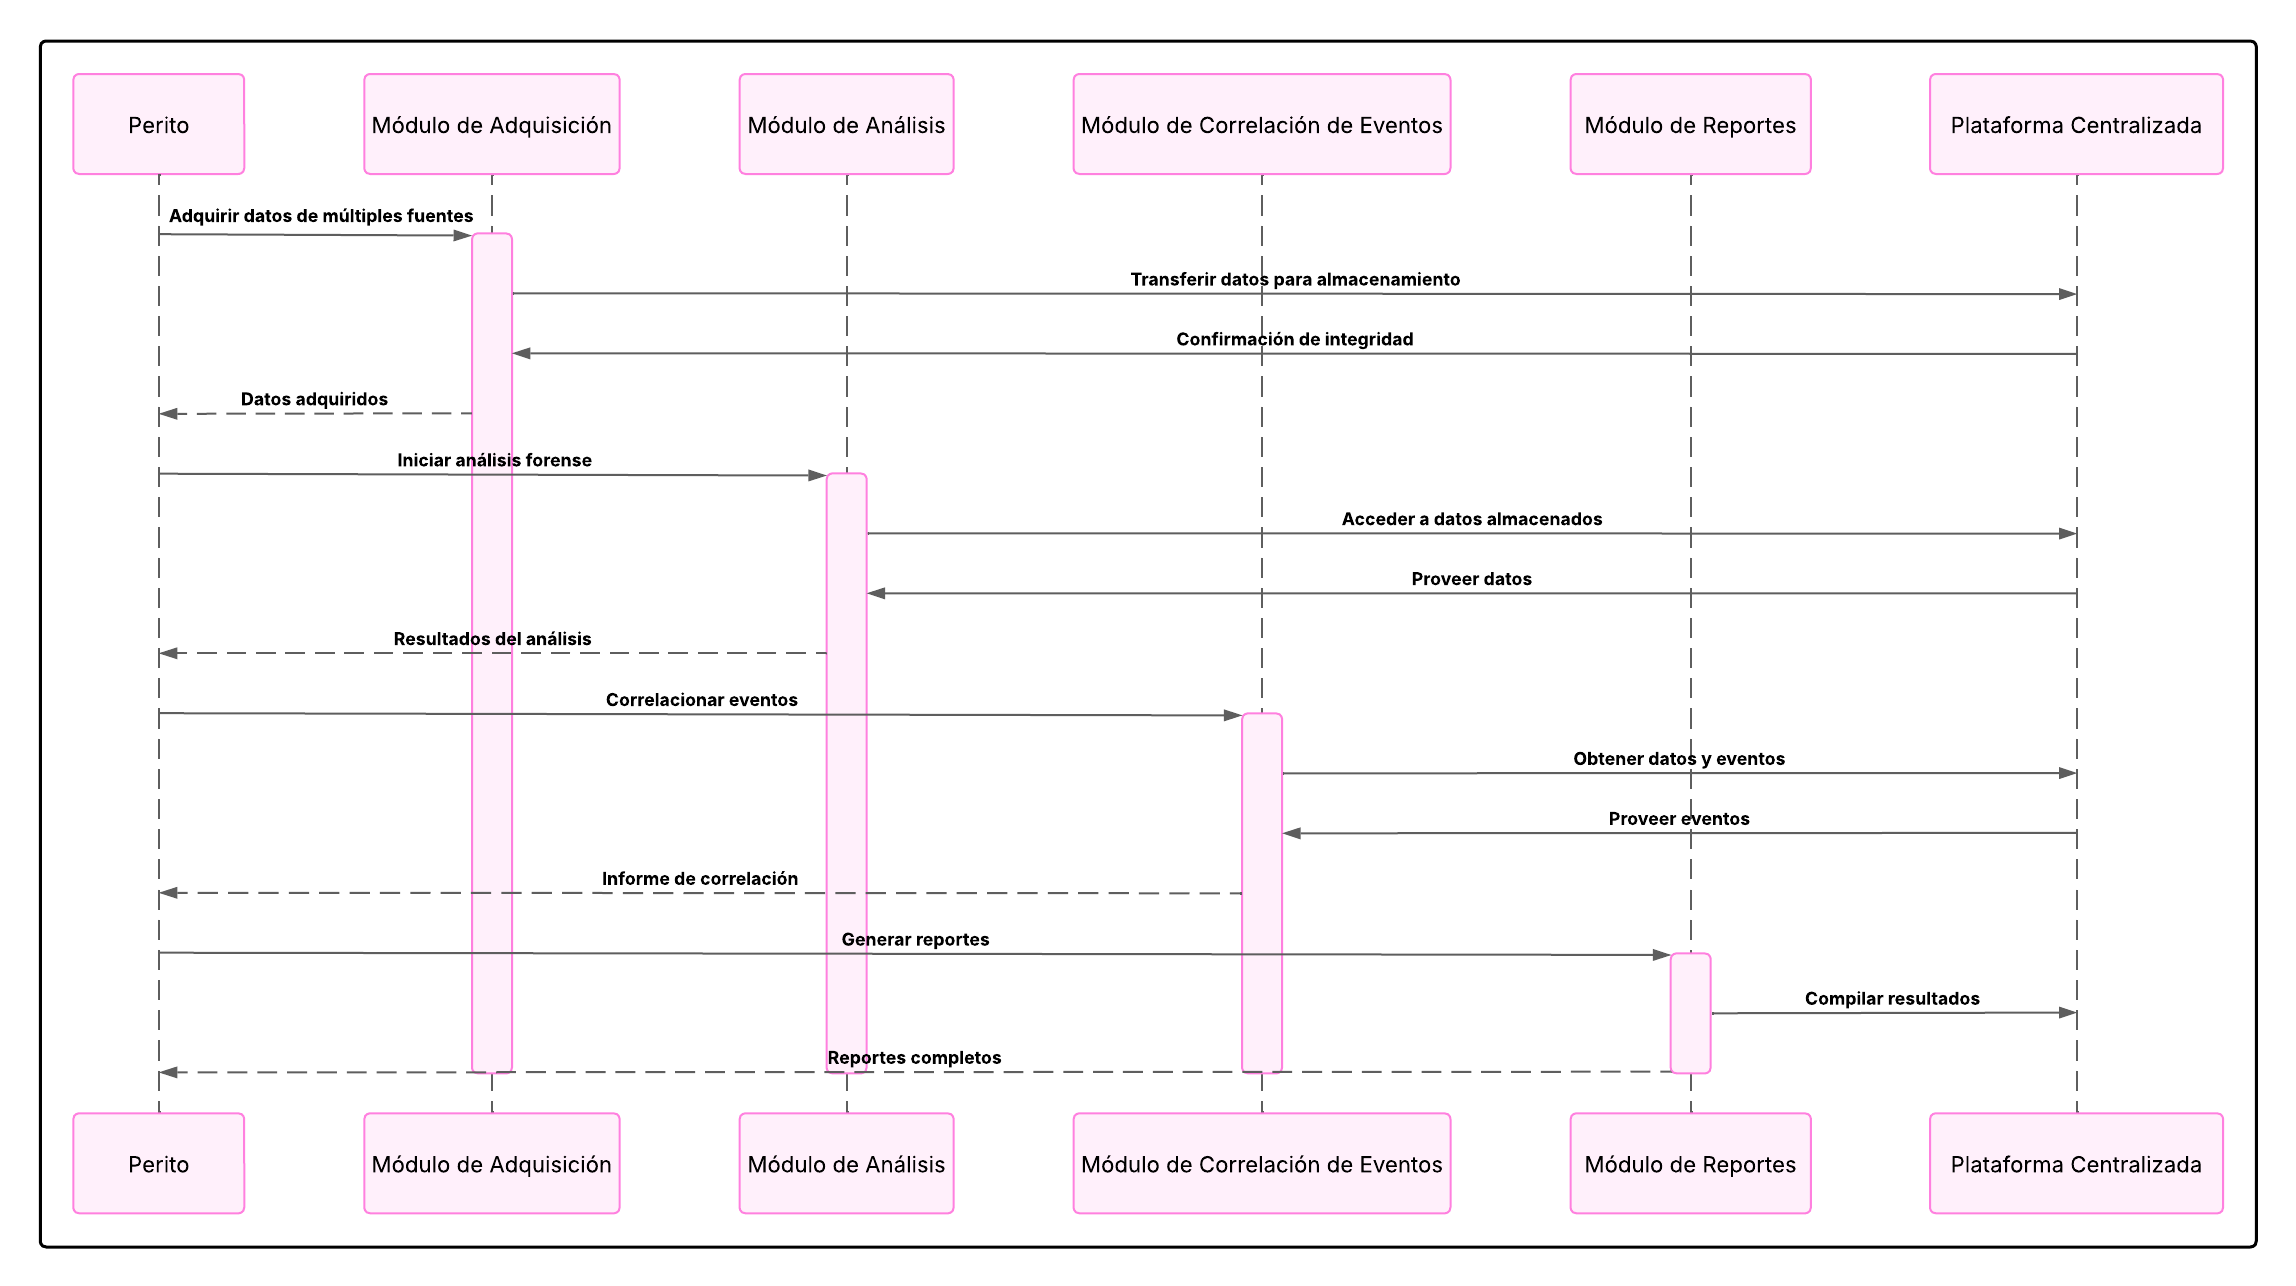 Perito
Módulo de Adquisición
Módulo de Análisis
Módulo de Correlación de Eventos
Módulo de Reportes
Plataforma Centralizada
Adquirir datos de múltiples fuentes
Transferir datos para almacenamiento
Confirmación de integridad
Datos adquiridos
Iniciar análisis forense
Acceder a datos almacenados
Proveer datos
Resultados del análisis
Correlacionar eventos
Obtener datos y eventos
Proveer eventos
Informe de correlación
Generar reportes
Compilar resultados
Reportes completos
Perito
Módulo de Adquisición
Módulo de Análisis
Módulo de Correlación de Eventos
Módulo de Reportes
Plataforma Centralizada